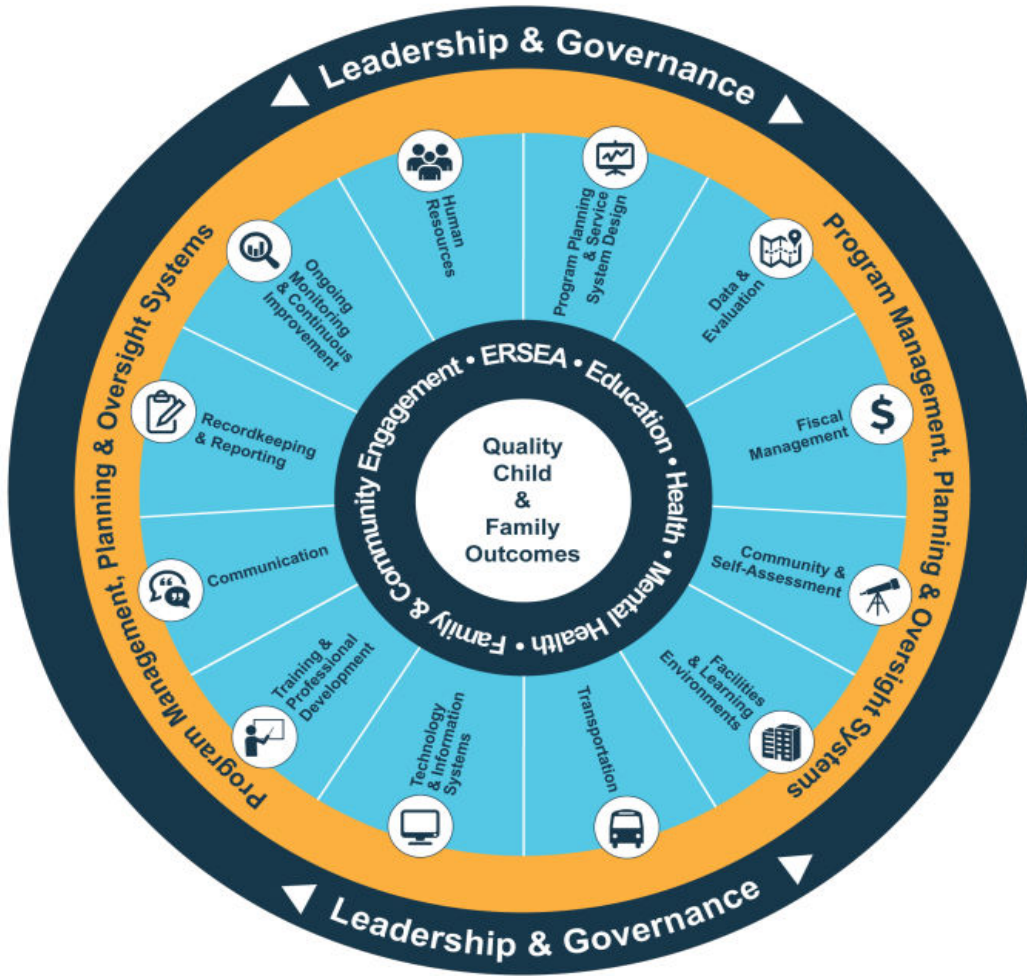 Leadership & Governance
Program Management, Planning & Oversight Systems
Program Management, Planning & Oversight Systems
Program Planning
& Service
System Design
Data &
Evaluation
Fiscal
Management
$
Community &
Self-Assessment
Facilities
& Learning
Environments
Transportation
Technology
& Information
Systems
Training &
Professional
Development
Communication
Recordkeeping
& Reporting
Ongoing
Monitoring
& Continuous
Improvement
Human
Resources
ERSEA • Education • Health • Mental Health • Family & Community Engagement •
Quality
Child
&
Family
Outcomes
Leadership & Governance